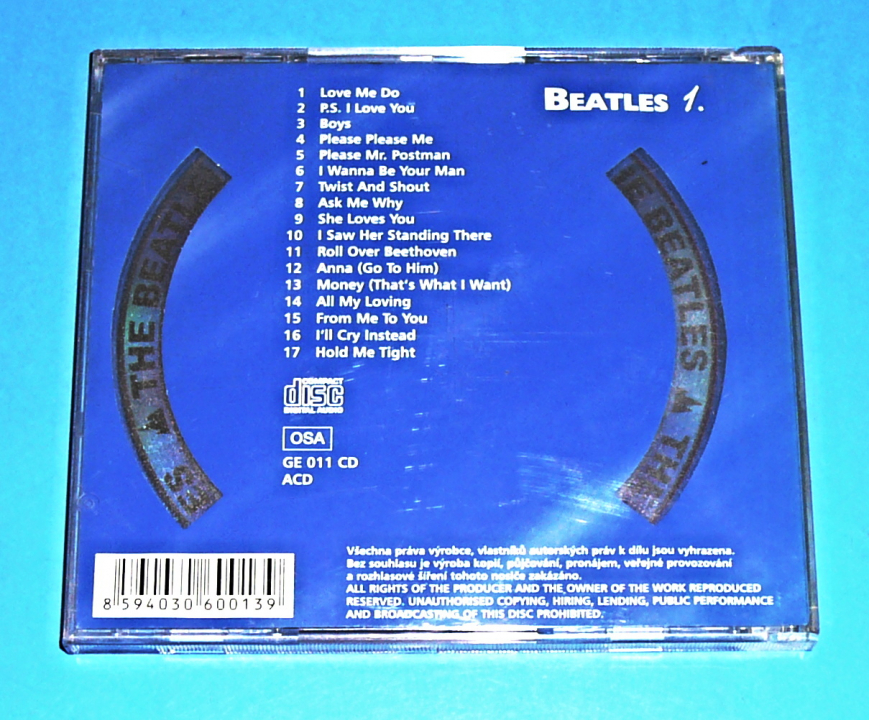 BEATLES 1.
1 Love Me Do
2 P.S. I Love You
3 Boys
4 Please Please Me
5 Please Mr. Postman
6 I Wanna Be Your Man
7 Twist And Shout
8 Ask Me Why
9 She Loves You
10 I Saw Her Standing There
11 Roll Over Beethoven
12 Anna (Go To Him)
13 Money (That's What I Want)
14 All My Loving
15 From Me To You
16 I'll Cry Instead
17 Hold Me Tight
THE BEATLES
ES
THE BEATLES
TH
COMPACT
disc
DIGITAL AUDIO
OSA
GE 011 CD
ACD
8 594030 600139
Všechna práva výrobce, vlastníků autorských práv k dílu jsou vyhrazena.
Bez souhlasu je výroba kopií, půjčování, pronájem, veřejné provozování
a rozhlasové šíření tohoto nosiče zakázáno.
ALL RIGHTS OF THE PRODUCER AND THE OWNER OF THE WORK REPRODUCED
RESERVED. UNAUTHORISED COPYING, HIRING, LENDING, PUBLIC PERFORMANCE
AND BROADCASTING OF THIS DISC PROHIBITED.